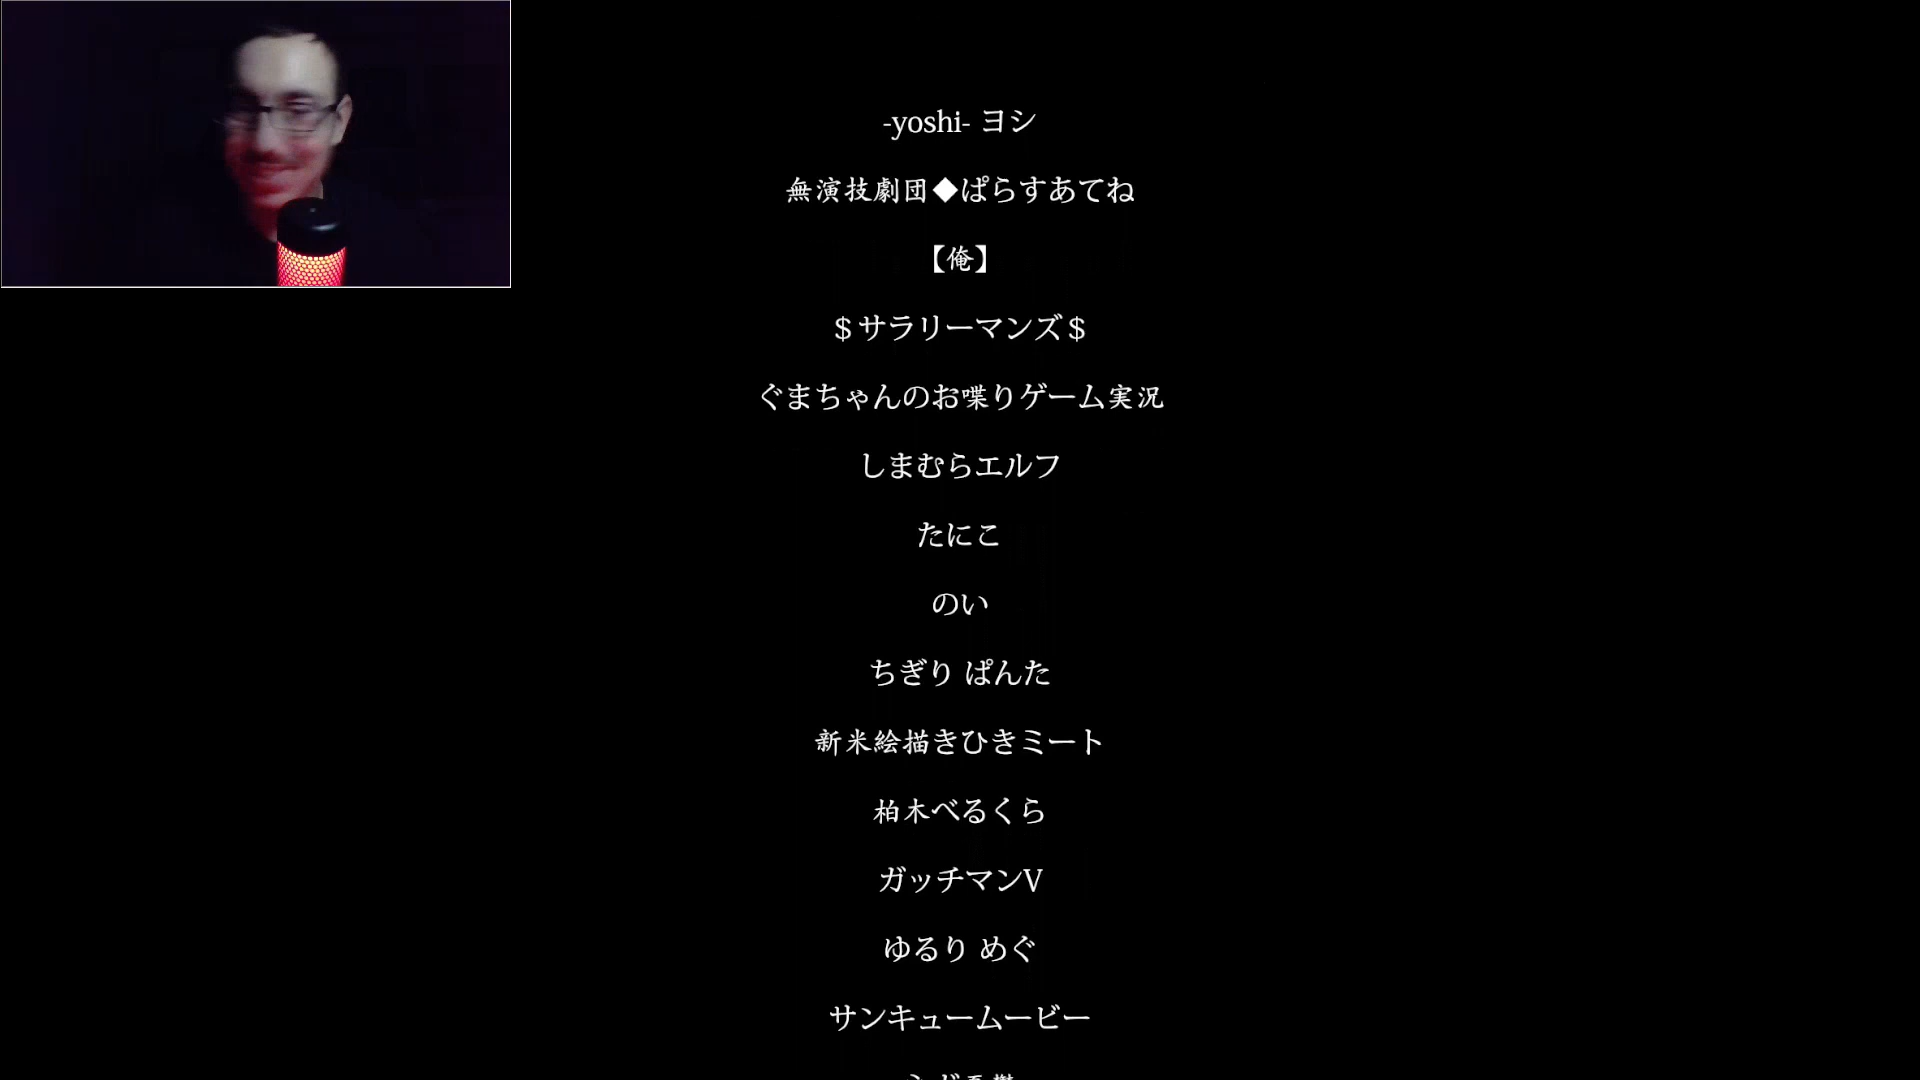 -yoshi- ヨシ
無演技劇団◆ぱらすあてね
【俺】
＄サラリーマンズ＄
ぐまちゃんのお喋りゲーム実況
しまむらエルフ
たにこ
のい
ちぎり ぱんた
新米絵描きひきミート
柏木べるくら
ガッチマンV
ゆるり めぐ
サンキュームービー